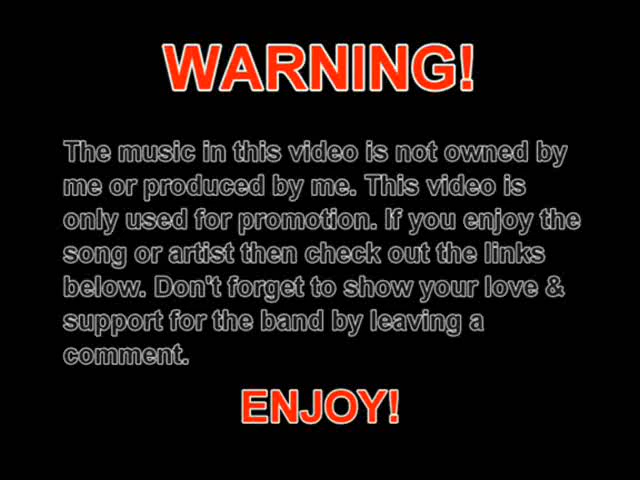 WARNING!
The music in this video is not owned by
me or produced by me. This video is
only used for promotion. If you enjoy the
song or artist then check out the links
below. Don't forget to show your love &
support for the band by leaving a
comment.
ENJOY!